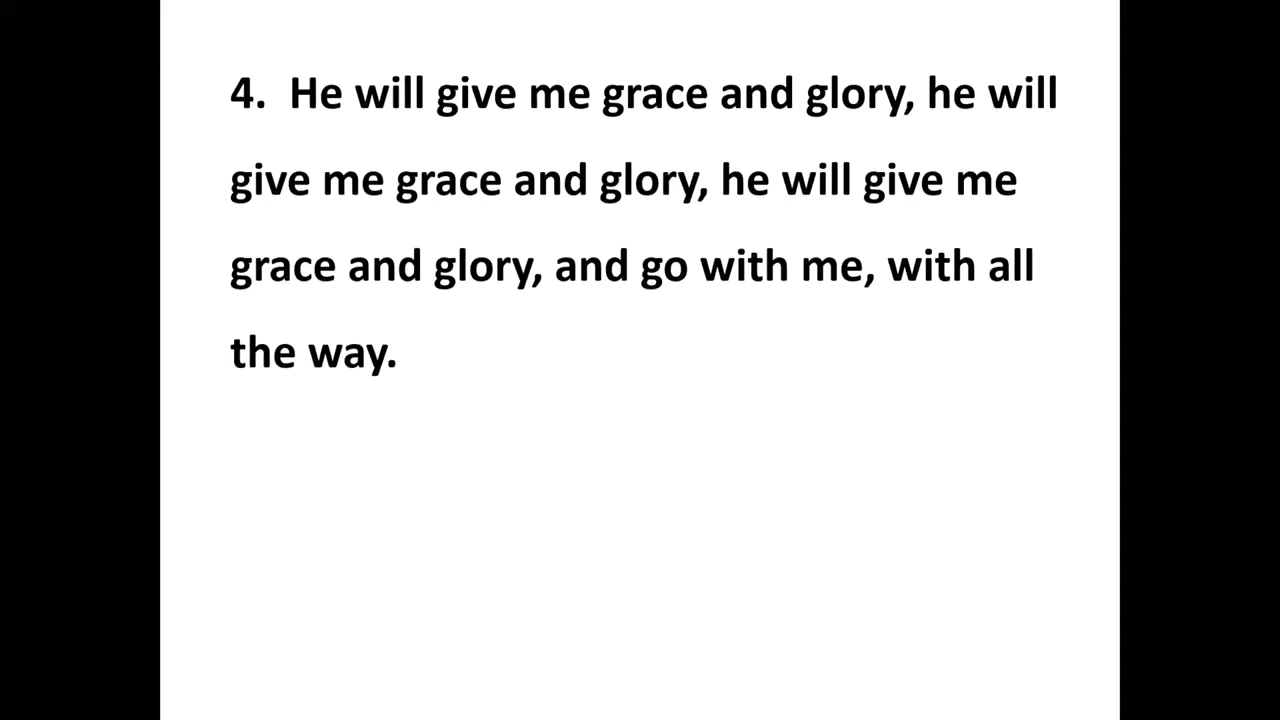 4. He will give me grace and glory, he will
give me grace and glory, he will give me
grace and glory, and go with me, with all
the way.